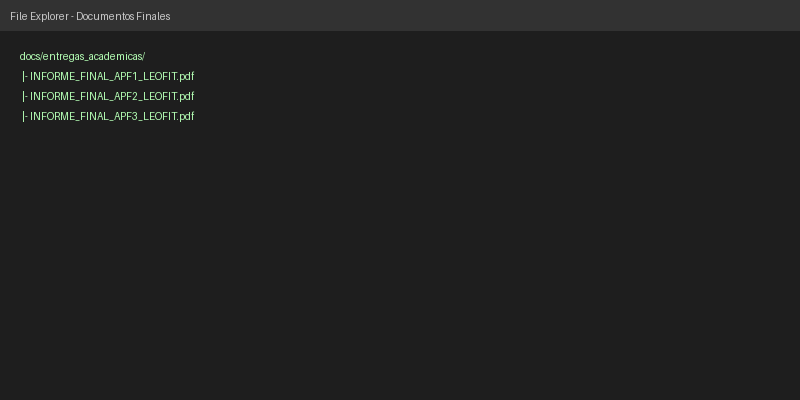 File Explorer - Documentos Finales
docs/entregas_academicas/
|- INFORME_FINAL_APF1_LEOFIT.pdf
|- INFORME_FINAL_APF2_LEOFIT.pdf
|- INFORME_FINAL_APF3_LEOFIT.pdf